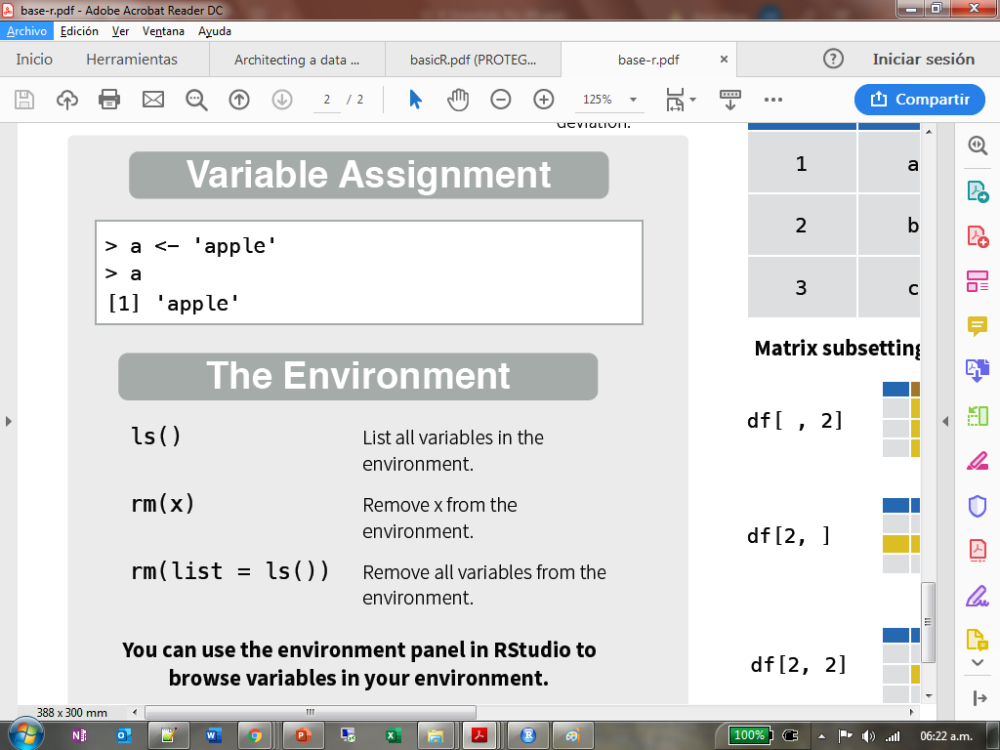 base-r.pdf - Adobe Acrobat Reader DC
Archivo Edición Ver Ventana Ayuda
Inicio Herramientas Architecting a data ... basicR.pdf (PROTEG... base-r.pdf × ? Iniciar sesión
2 / 2 125% Compartir
deviation.
Variable Assignment
> a <- 'apple'
> a
[1] 'apple'
The Environment
ls() List all variables in the
environment.
rm(x) Remove x from the
environment.
rm(list = ls()) Remove all variables from the
environment.
You can use the environment panel in RStudio to
browse variables in your environment.
1 a
2 b
3 c
Matrix subsetting
df[ , 2]
df[2, ]
df[2, 2]
388 x 300 mm
100% 06:22 a.m.